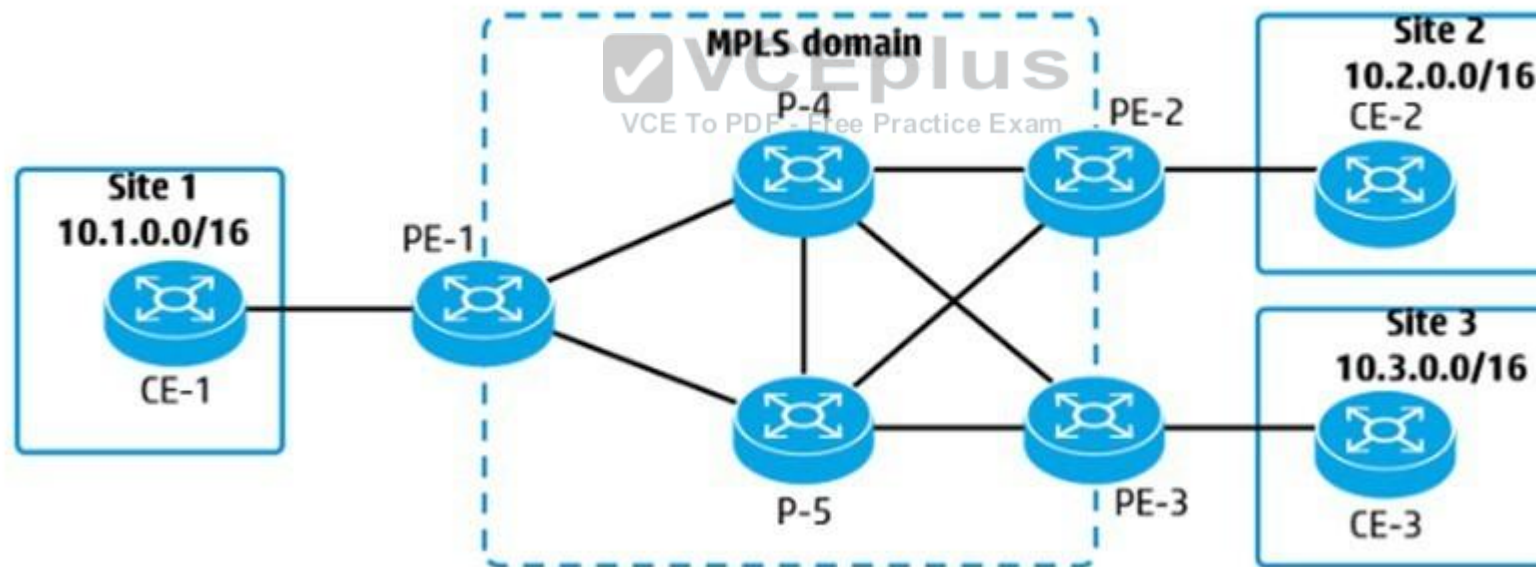 MPLS domain
VCEplus
VCE To PDF - Free Practice Exam
P-4
PE-2
Site 2
10.2.0.0/16
CE-2
Site 1
10.1.0.0/16
CE-1
PE-1
P-5
PE-3
Site 3
10.3.0.0/16
CE-3